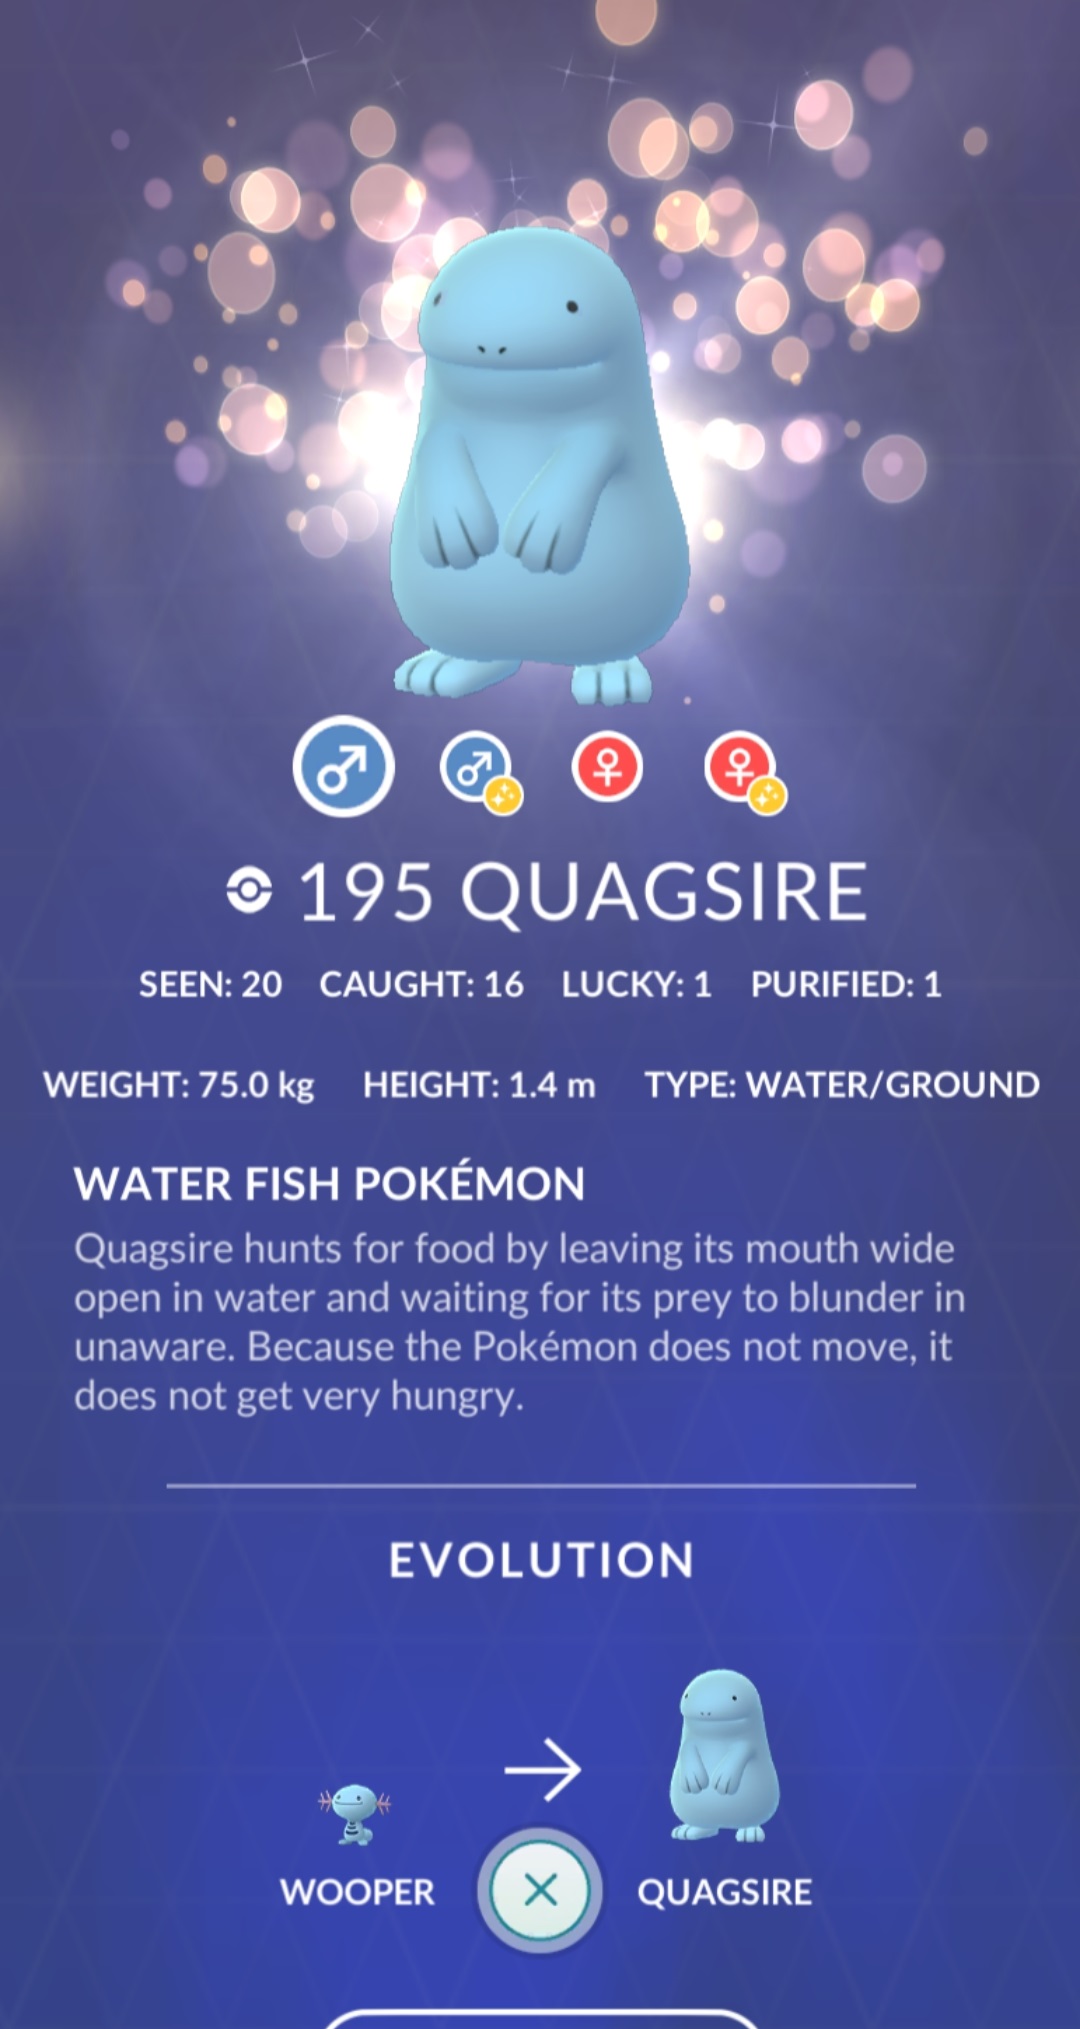 195 QUAGSIRE
SEEN: 20 CAUGHT: 16 LUCKY: 1 PURIFIED: 1
WEIGHT: 75.0 kg HEIGHT: 1.4 m TYPE: WATER/GROUND
WATER FISH POKÉMON
Quagsire hunts for food by leaving its mouth wide
open in water and waiting for its prey to blunder in
unaware. Because the Pokémon does not move, it
does not get very hungry.
EVOLUTION
WOOPER QUAGSIRE